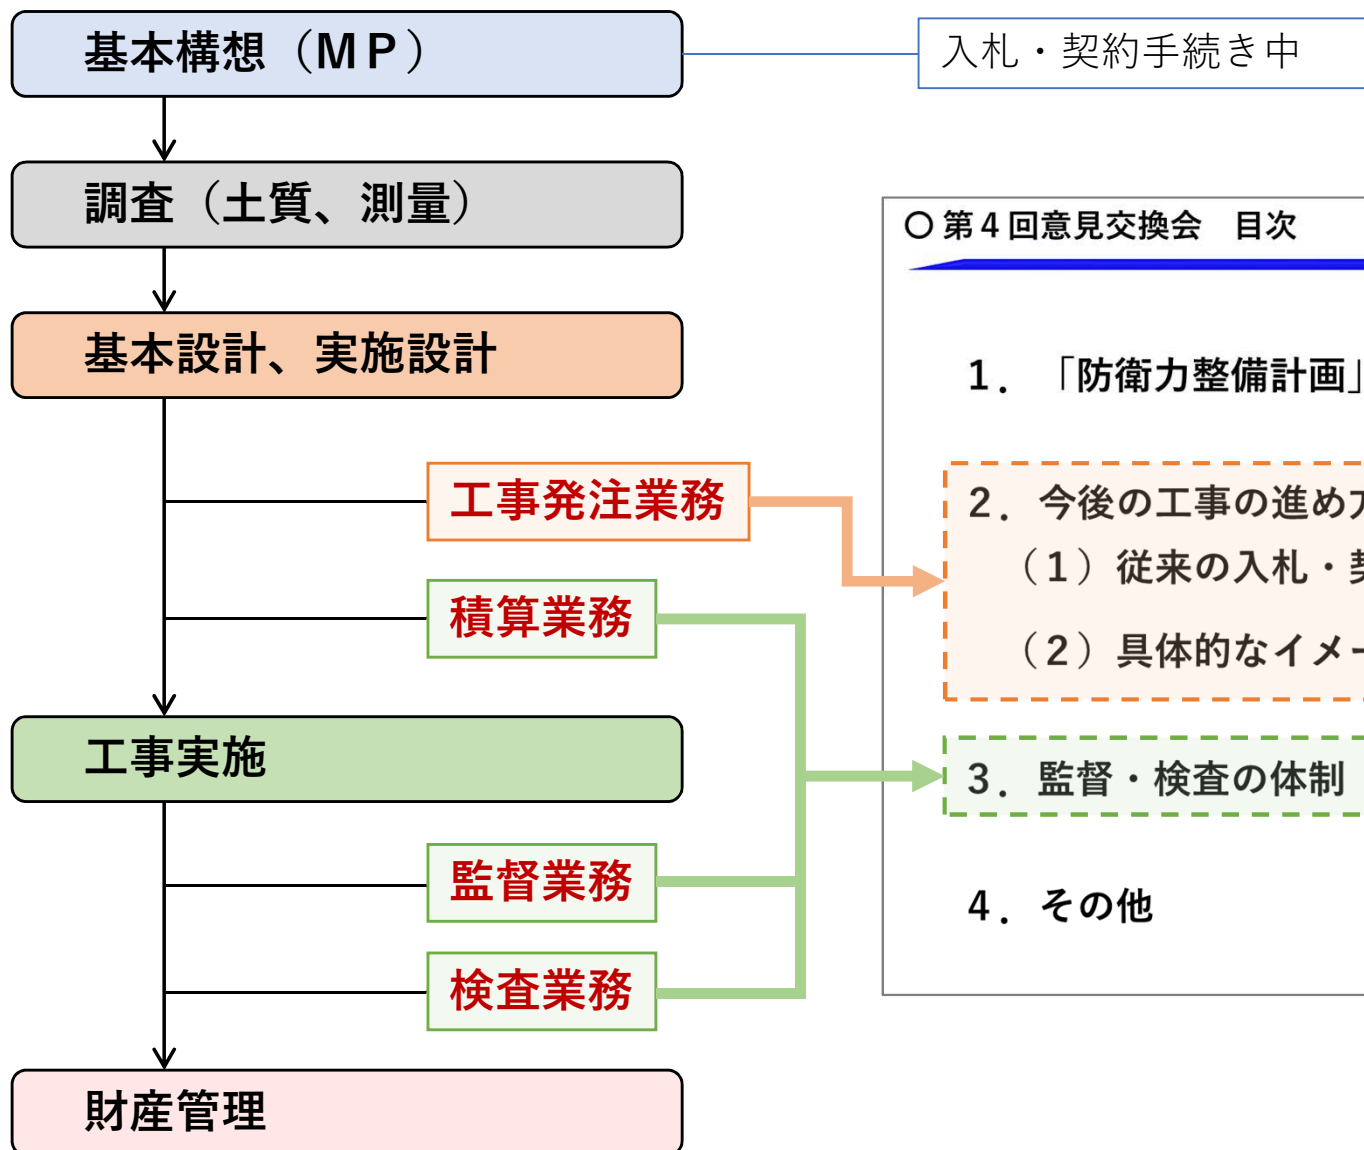 基本構想（ＭＰ）
入札・契約手続き中
調査（土質、測量）
基本設計、実施設計
工事発注業務
積算業務
工事実施
監督業務
検査業務
財産管理
〇第４回意見交換会　目次
１．「防衛力整備計画」
２．今後の工事の進め方
（１）従来の入札・契
（２）具体的なイメー
３．監督・検査の体制
４．その他